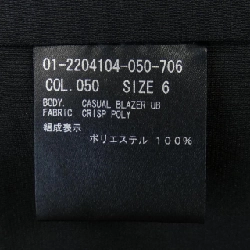 01-2204104-050-706
COL.050 SIZE 6
BODY. CASUAL BLAZER UB
FABRIC CRISP POLY
組成表示
ポリエステル 100%